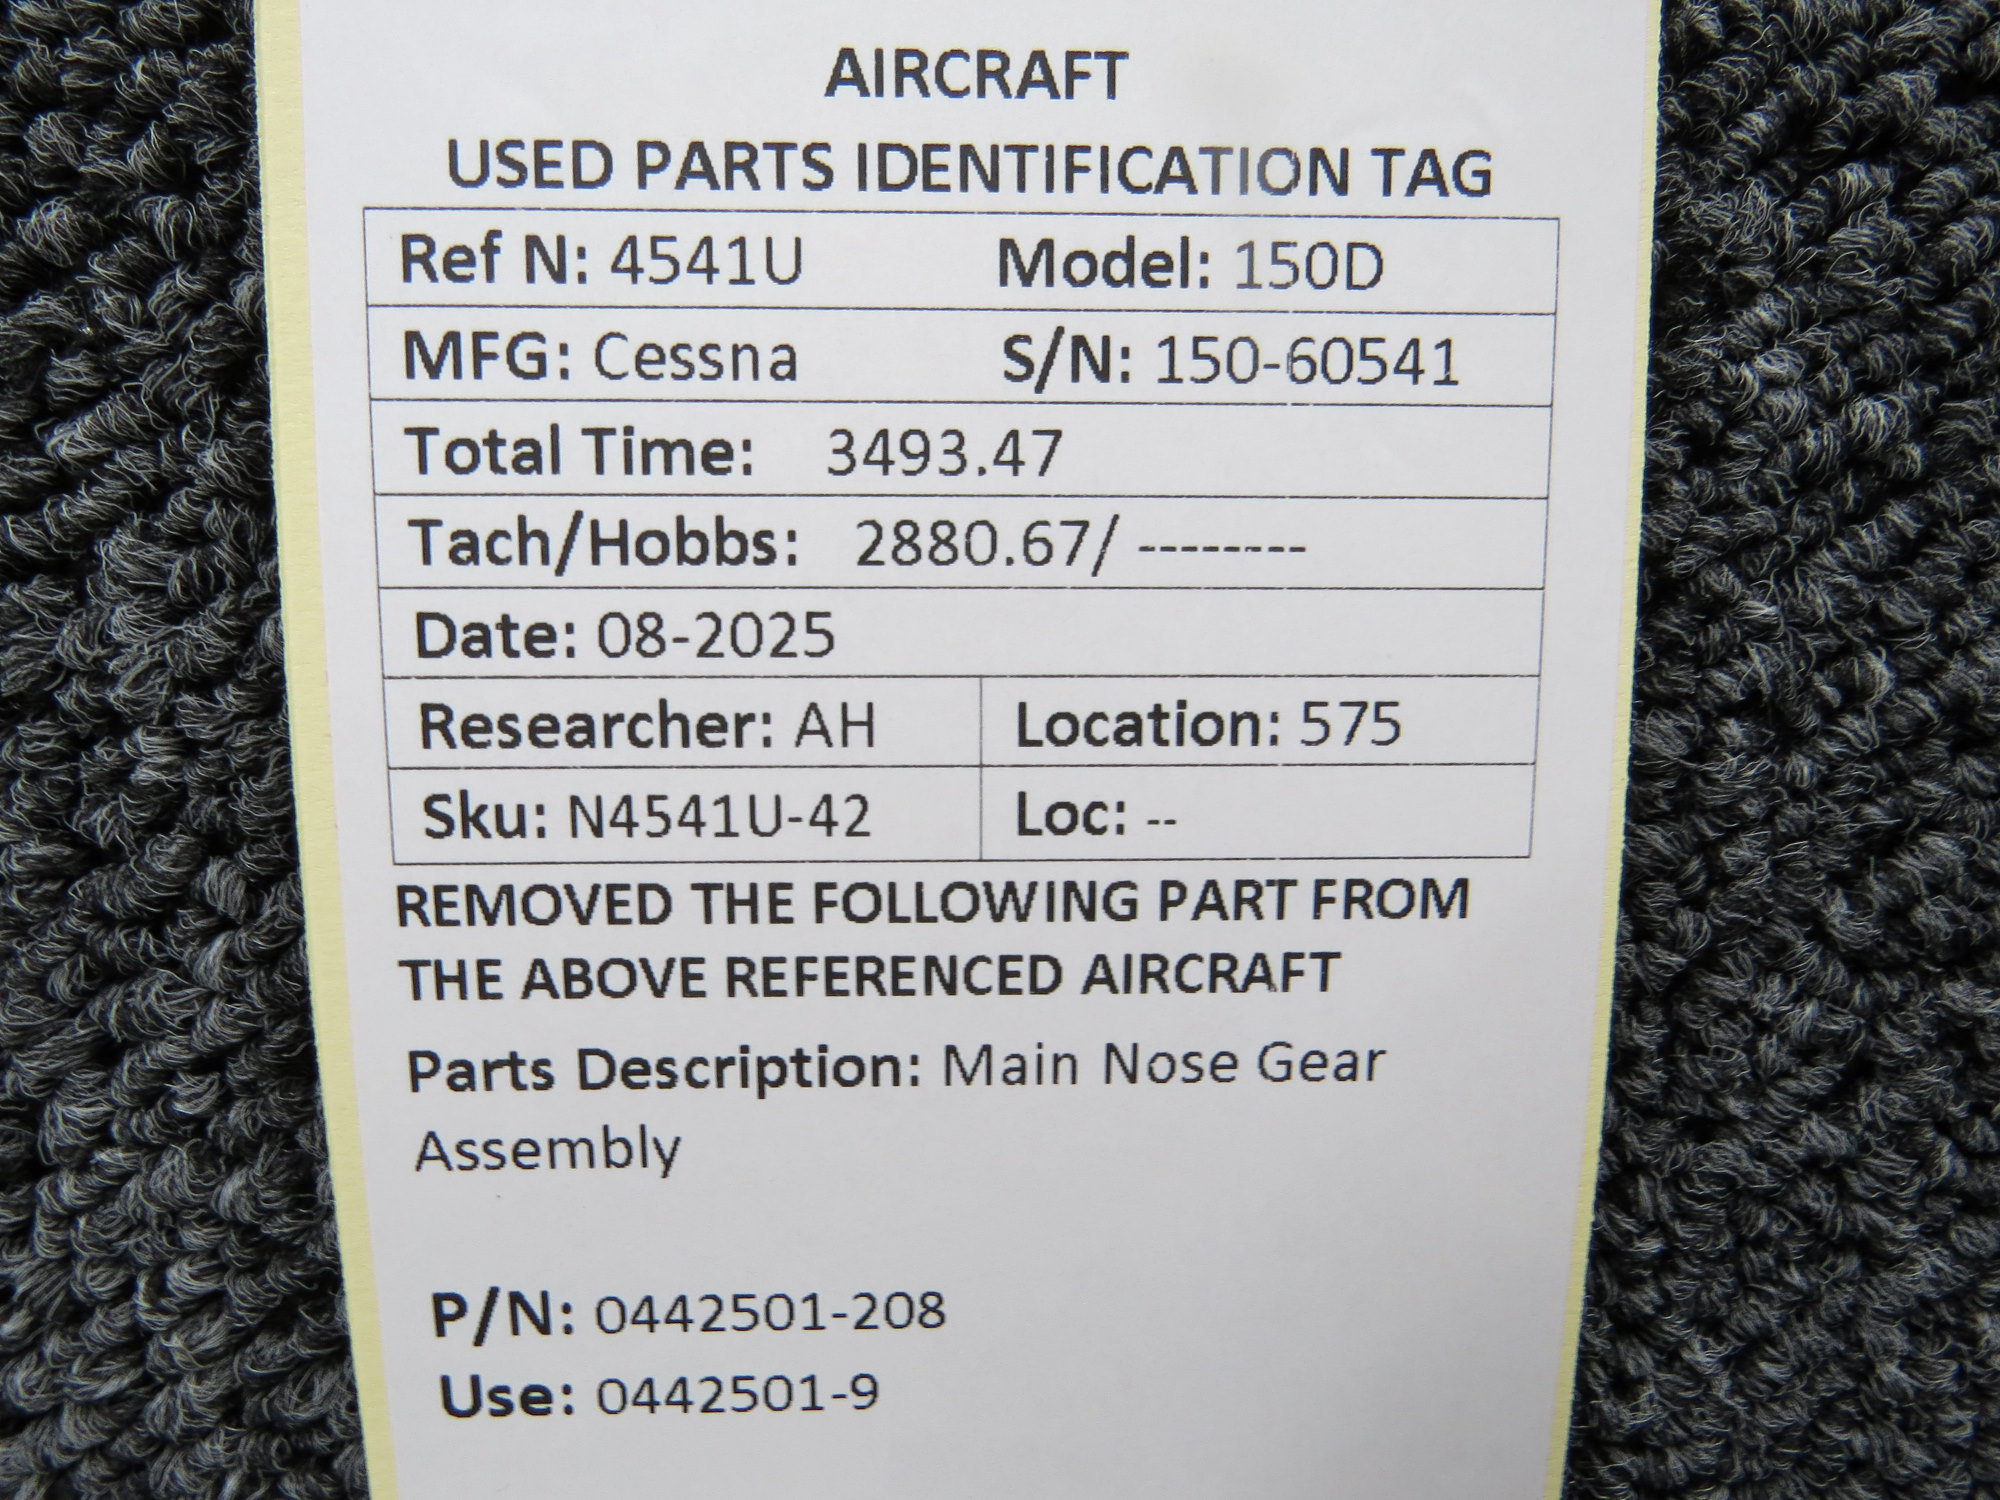 AIRCRAFT
USED PARTS IDENTIFICATION TAG
Ref N: 4541U Model: 150D
MFG: Cessna S/N: 150-60541
Total Time: 3493.47
Tach/Hobbs: 2880.67/ --------
Date: 08-2025
Researcher: AH Location: 575
Sku: N4541U-42 Loc: --
REMOVED THE FOLLOWING PART FROM
THE ABOVE REFERENCED AIRCRAFT
Parts Description: Main Nose Gear
Assembly
P/N: 0442501-208
Use: 0442501-9